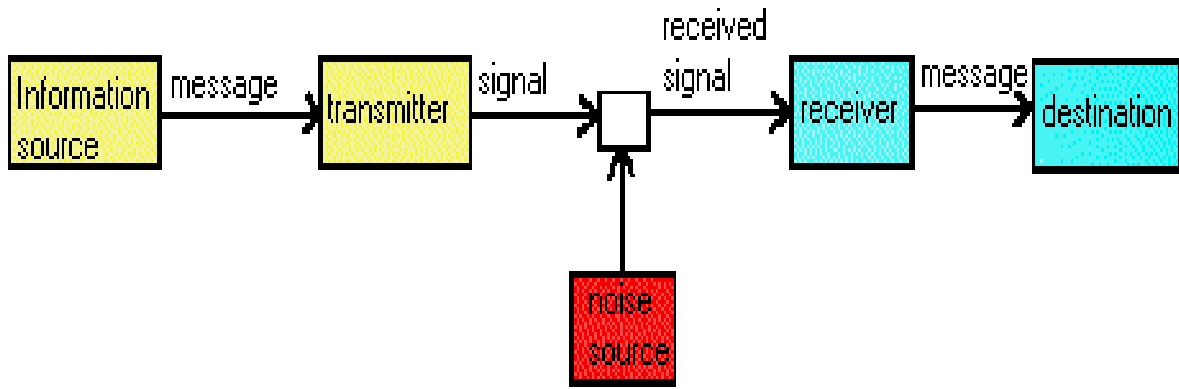 Information
source
message
transmitter
signal
received
signal
receiver
message
destination
noise
source